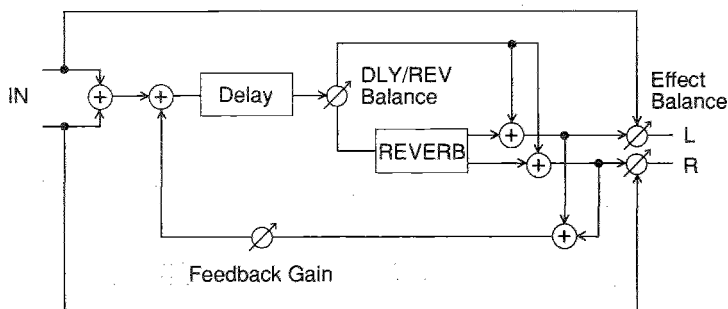 IN
Delay
DLY/REV
Balance
REVERB
Effect
Balance
L
R
Feedback Gain